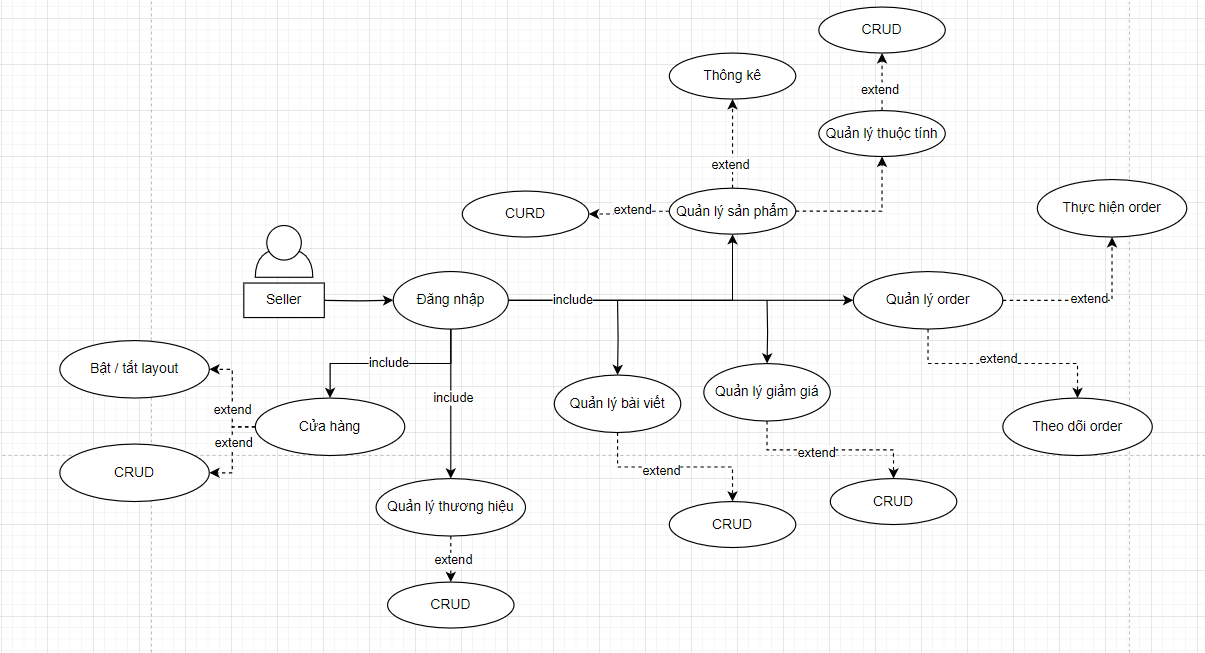 CRUD
Thông kê
extend
Quản lý thuộc tính
extend
Thực hiện order
CURD
extend
Quản lý sản phẩm
Seller
Đăng nhập
include
Quản lý order
extend
Bật / tắt layout
include
extend
Quản lý bài viết
Quản lý giảm giá
include
extend
Cửa hàng
Theo dõi order
extend
CRUD
extend
extend
Quản lý thương hiệu
CRUD
CRUD
extend
CRUD